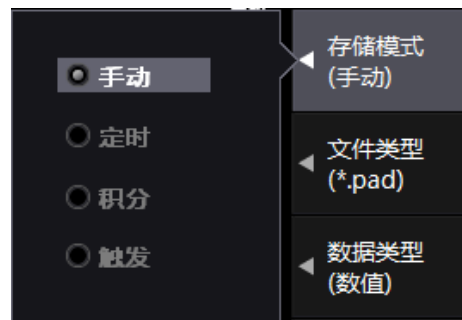 手动
定时
积分
触发
存储模式
(手动)
文件类型
(*.pad)
数据类型
(数值)